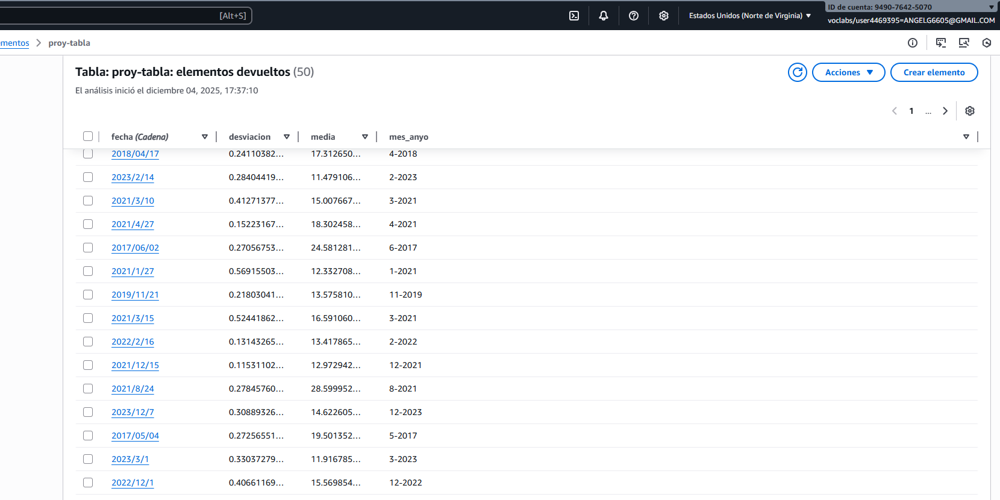 [Alt+S]
Estados Unidos (Norte de Virginia)
ID de cuenta: 9490-7642-5070
voclabs/user4469395=ANGELG6605@GMAIL.COM
mentos > proy-tabla
Tabla: proy-tabla: elementos devueltos (50)
Acciones
Crear elemento
El análisis inició el diciembre 04, 2025, 17:37:10
1 ...
fecha (Cadena) desviacion media mes_anyo
2018/04/17 0.24110382... 17.312650... 4-2018
2023/2/14 0.28404419... 11.479106... 2-2023
2021/3/10 0.41271377... 15.007667... 3-2021
2021/4/27 0.15223167... 18.302458... 4-2021
2017/06/02 0.27056753... 24.581281... 6-2017
2021/1/27 0.56915503... 12.332708... 1-2021
2019/11/21 0.21803041... 13.575810... 11-2019
2021/3/15 0.52441862... 16.591060... 3-2021
2022/2/16 0.13143265... 13.417865... 2-2022
2021/12/15 0.11531102... 12.972942... 12-2021
2021/8/24 0.27845760... 28.599952... 8-2021
2023/12/7 0.30889326... 14.622605... 12-2023
2017/05/04 0.27256551... 19.501352... 5-2017
2023/3/1 0.33037279... 11.916785... 3-2023
2022/12/1 0.40661169... 15.569854... 12-2022